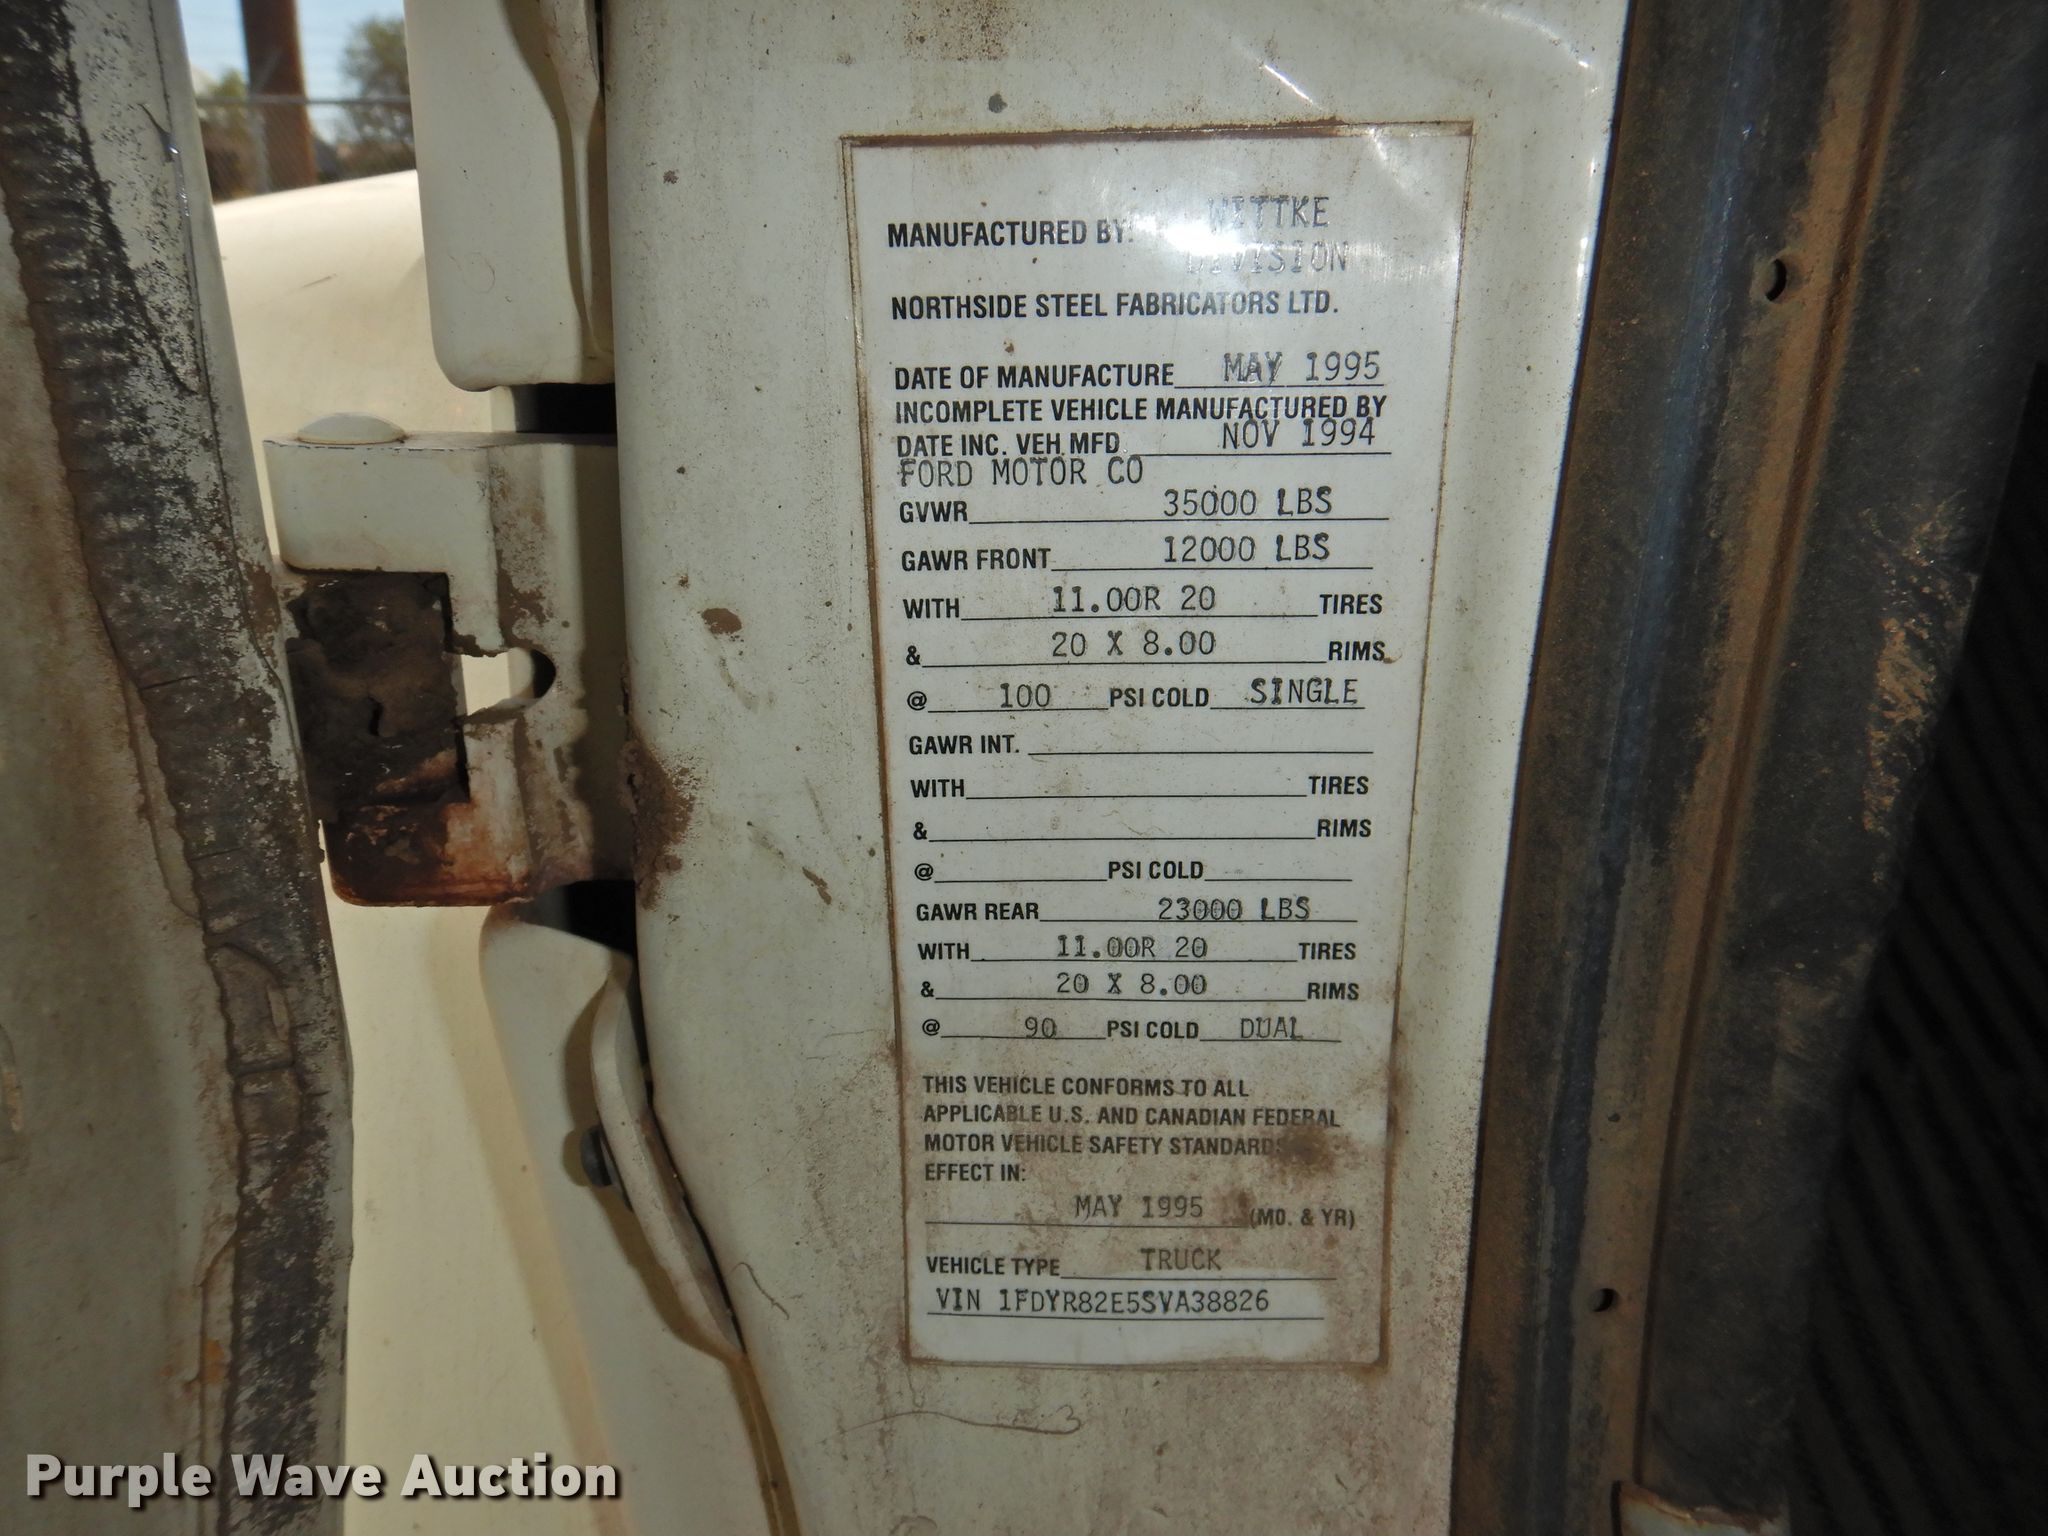 WITTKE
MANUFACTURED BY:
DIVISION
NORTHSIDE STEEL FABRICATORS LTD.
DATE OF MANUFACTURE MAY 1995
INCOMPLETE VEHICLE MANUFACTURED BY
DATE INC. VEH. MFD. NOV 1994
FORD MOTOR CO
GVWR 35000 LBS
GAWR FRONT 12000 LBS
WITH 11.00R 20 TIRES
& 20 X 8.00 RIMS
@ 100 PSI COLD SINGLE
GAWR INT.
WITH TIRES
& RIMS
@ PSI COLD
GAWR REAR 23000 LBS
WITH 11.00R 20 TIRES
& 20 X 8.00 RIMS
@ 90 PSI COLD DUAL
THIS VEHICLE CONFORMS TO ALL
APPLICABLE U.S. AND CANADIAN FEDERAL
MOTOR VEHICLE SAFETY STANDARDS
EFFECT IN:
MAY 1995 (MO. & YR)
VEHICLE TYPE TRUCK
VIN 1FDYR82E5SVA38826
Purple Wave Auction